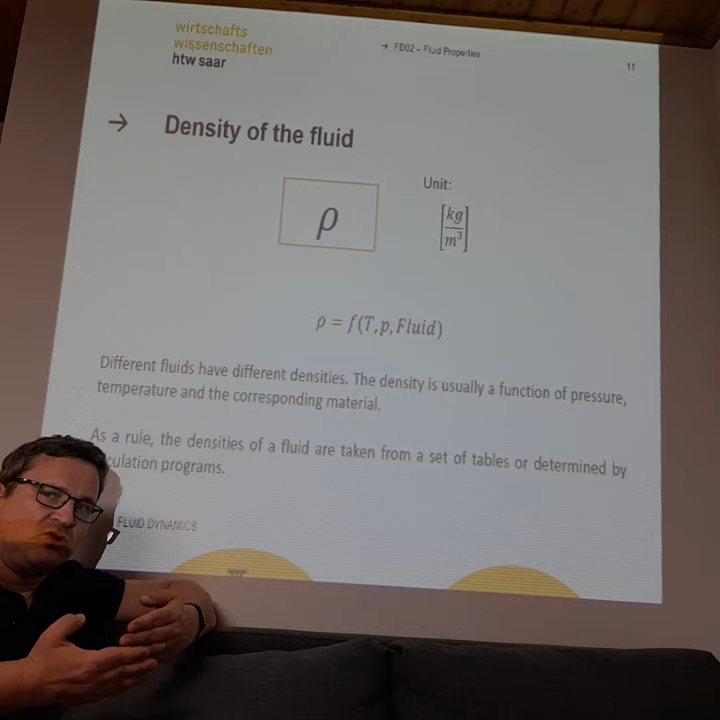 wirtschafts
wissenschaften
htw saar
→ FD02 – Fluid Properties
11
→ Density of the fluid
Unit:
ρ
[kg/m³]
ρ = f(T,p,Fluid)
Different fluids have different densities. The density is usually a function of pressure,
temperature and the corresponding material.
As a rule, the densities of a fluid are taken from a set of tables or determined by
programs.
FLUID DYNAMICS